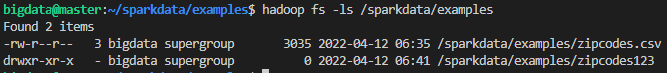 bigdata@master:~/sparkdata/examples$ hadoop fs -ls /sparkdata/examples
Found 2 items
-rw-r--r--   3 bigdata supergroup       3035 2022-04-12 06:35 /sparkdata/examples/zipcodes.csv
drwxr-xr-x   - bigdata supergroup          0 2022-04-12 06:41 /sparkdata/examples/zipcodes123